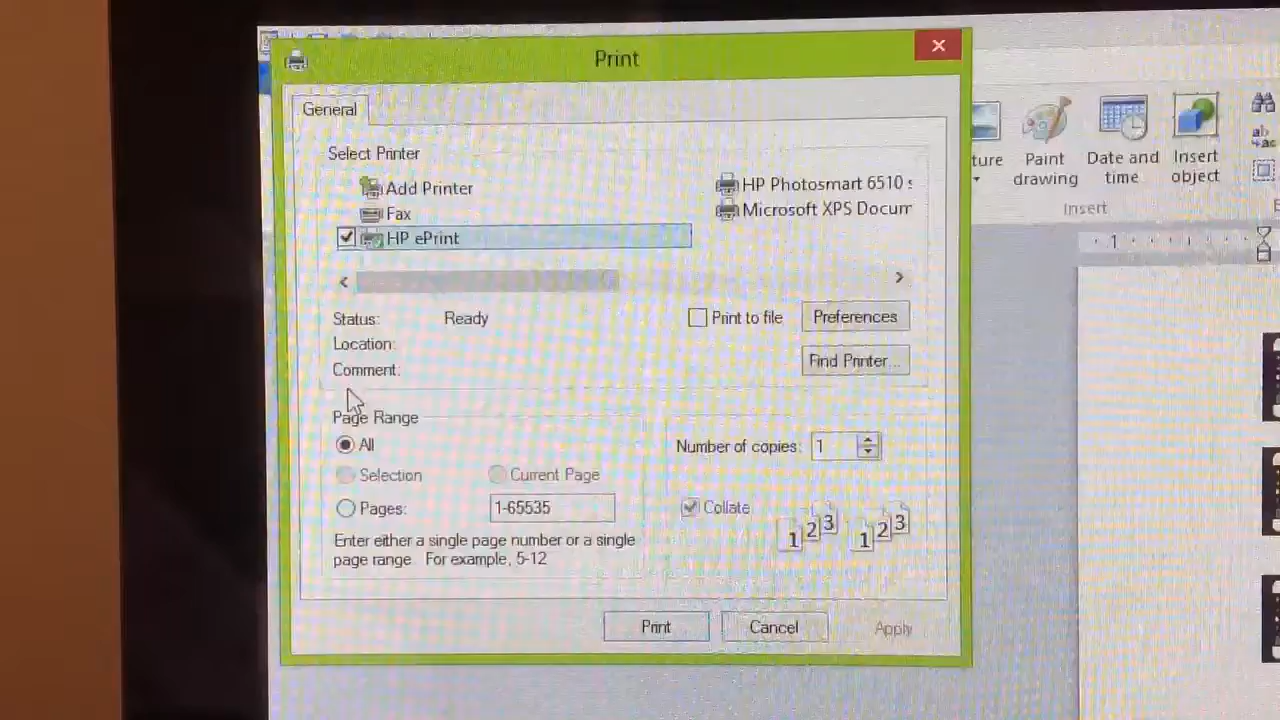 Print
General
Select Printer
Add Printer
Fax
HP ePrint
HP Photosmart 6510 s
Microsoft XPS Docum
Status: Ready
Location:
Comment:
Print to file
Preferences
Find Printer...
Page Range
All
Selection
Current Page
Pages: 1-65535
Enter either a single page number or a single
page range. For example, 5-12
Number of copies: 1
Collate
1 2 3 1 2 3
Print
Cancel
Apply
ture
Paint
drawing
Date and
time
Insert
object
Insert
ab
ac
1